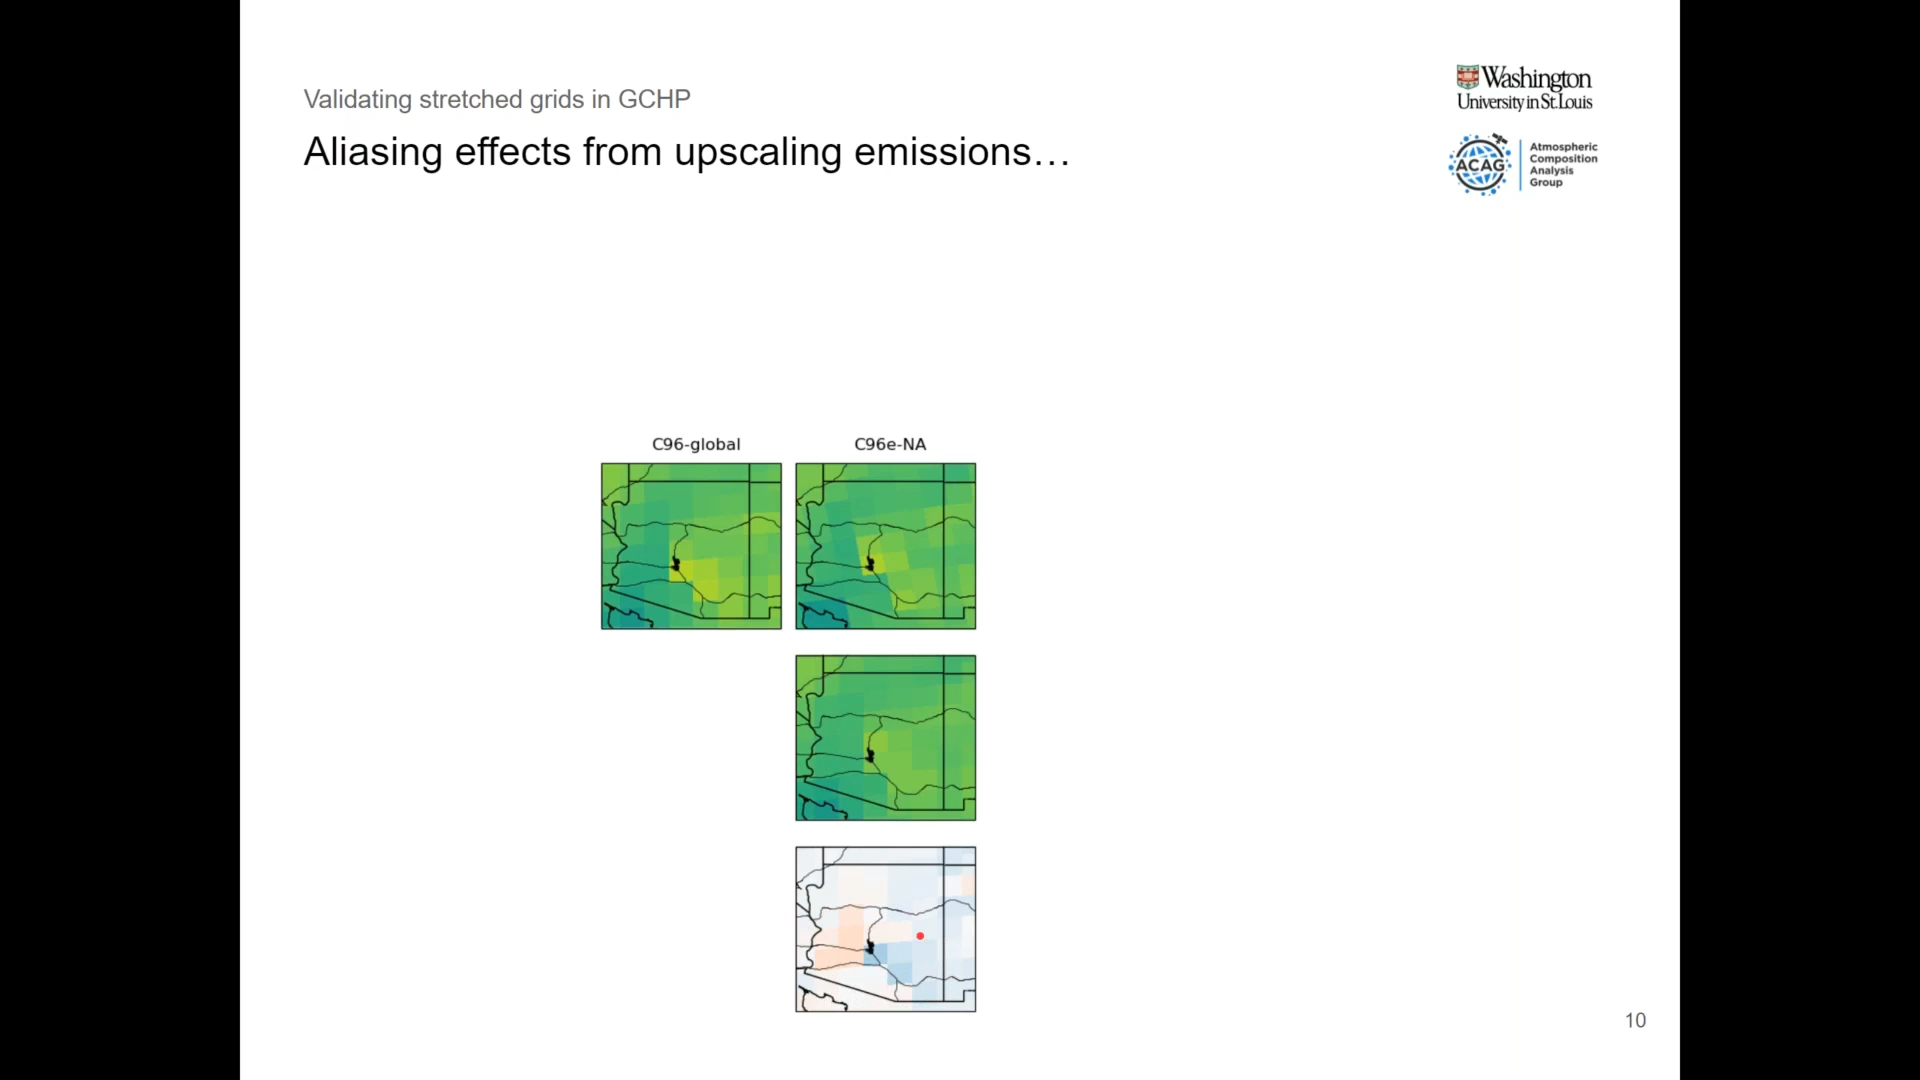 Validating stretched grids in GCHP
Aliasing effects from upscaling emissions…
Washington
University in St. Louis
ACAG
Atmospheric
Composition
Analysis
Group
C96-global
C96e-NA
10